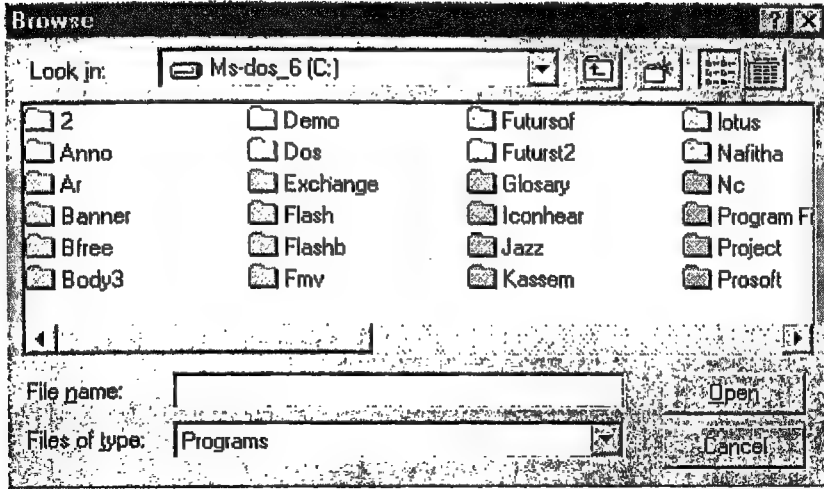 Browse ? X
Look in: Ms-dos_6 (C:)
2 Demo Futursof lotus
Anno Dos Futurst2 Nafitha
Ar Exchange Glosary Nc
Banner Flash Iconhear Program Fi
Bfree Flashb Jazz Project
Body3 Fmv Kassem Prosoft
File name: Open
Files of type: Programs Cancel